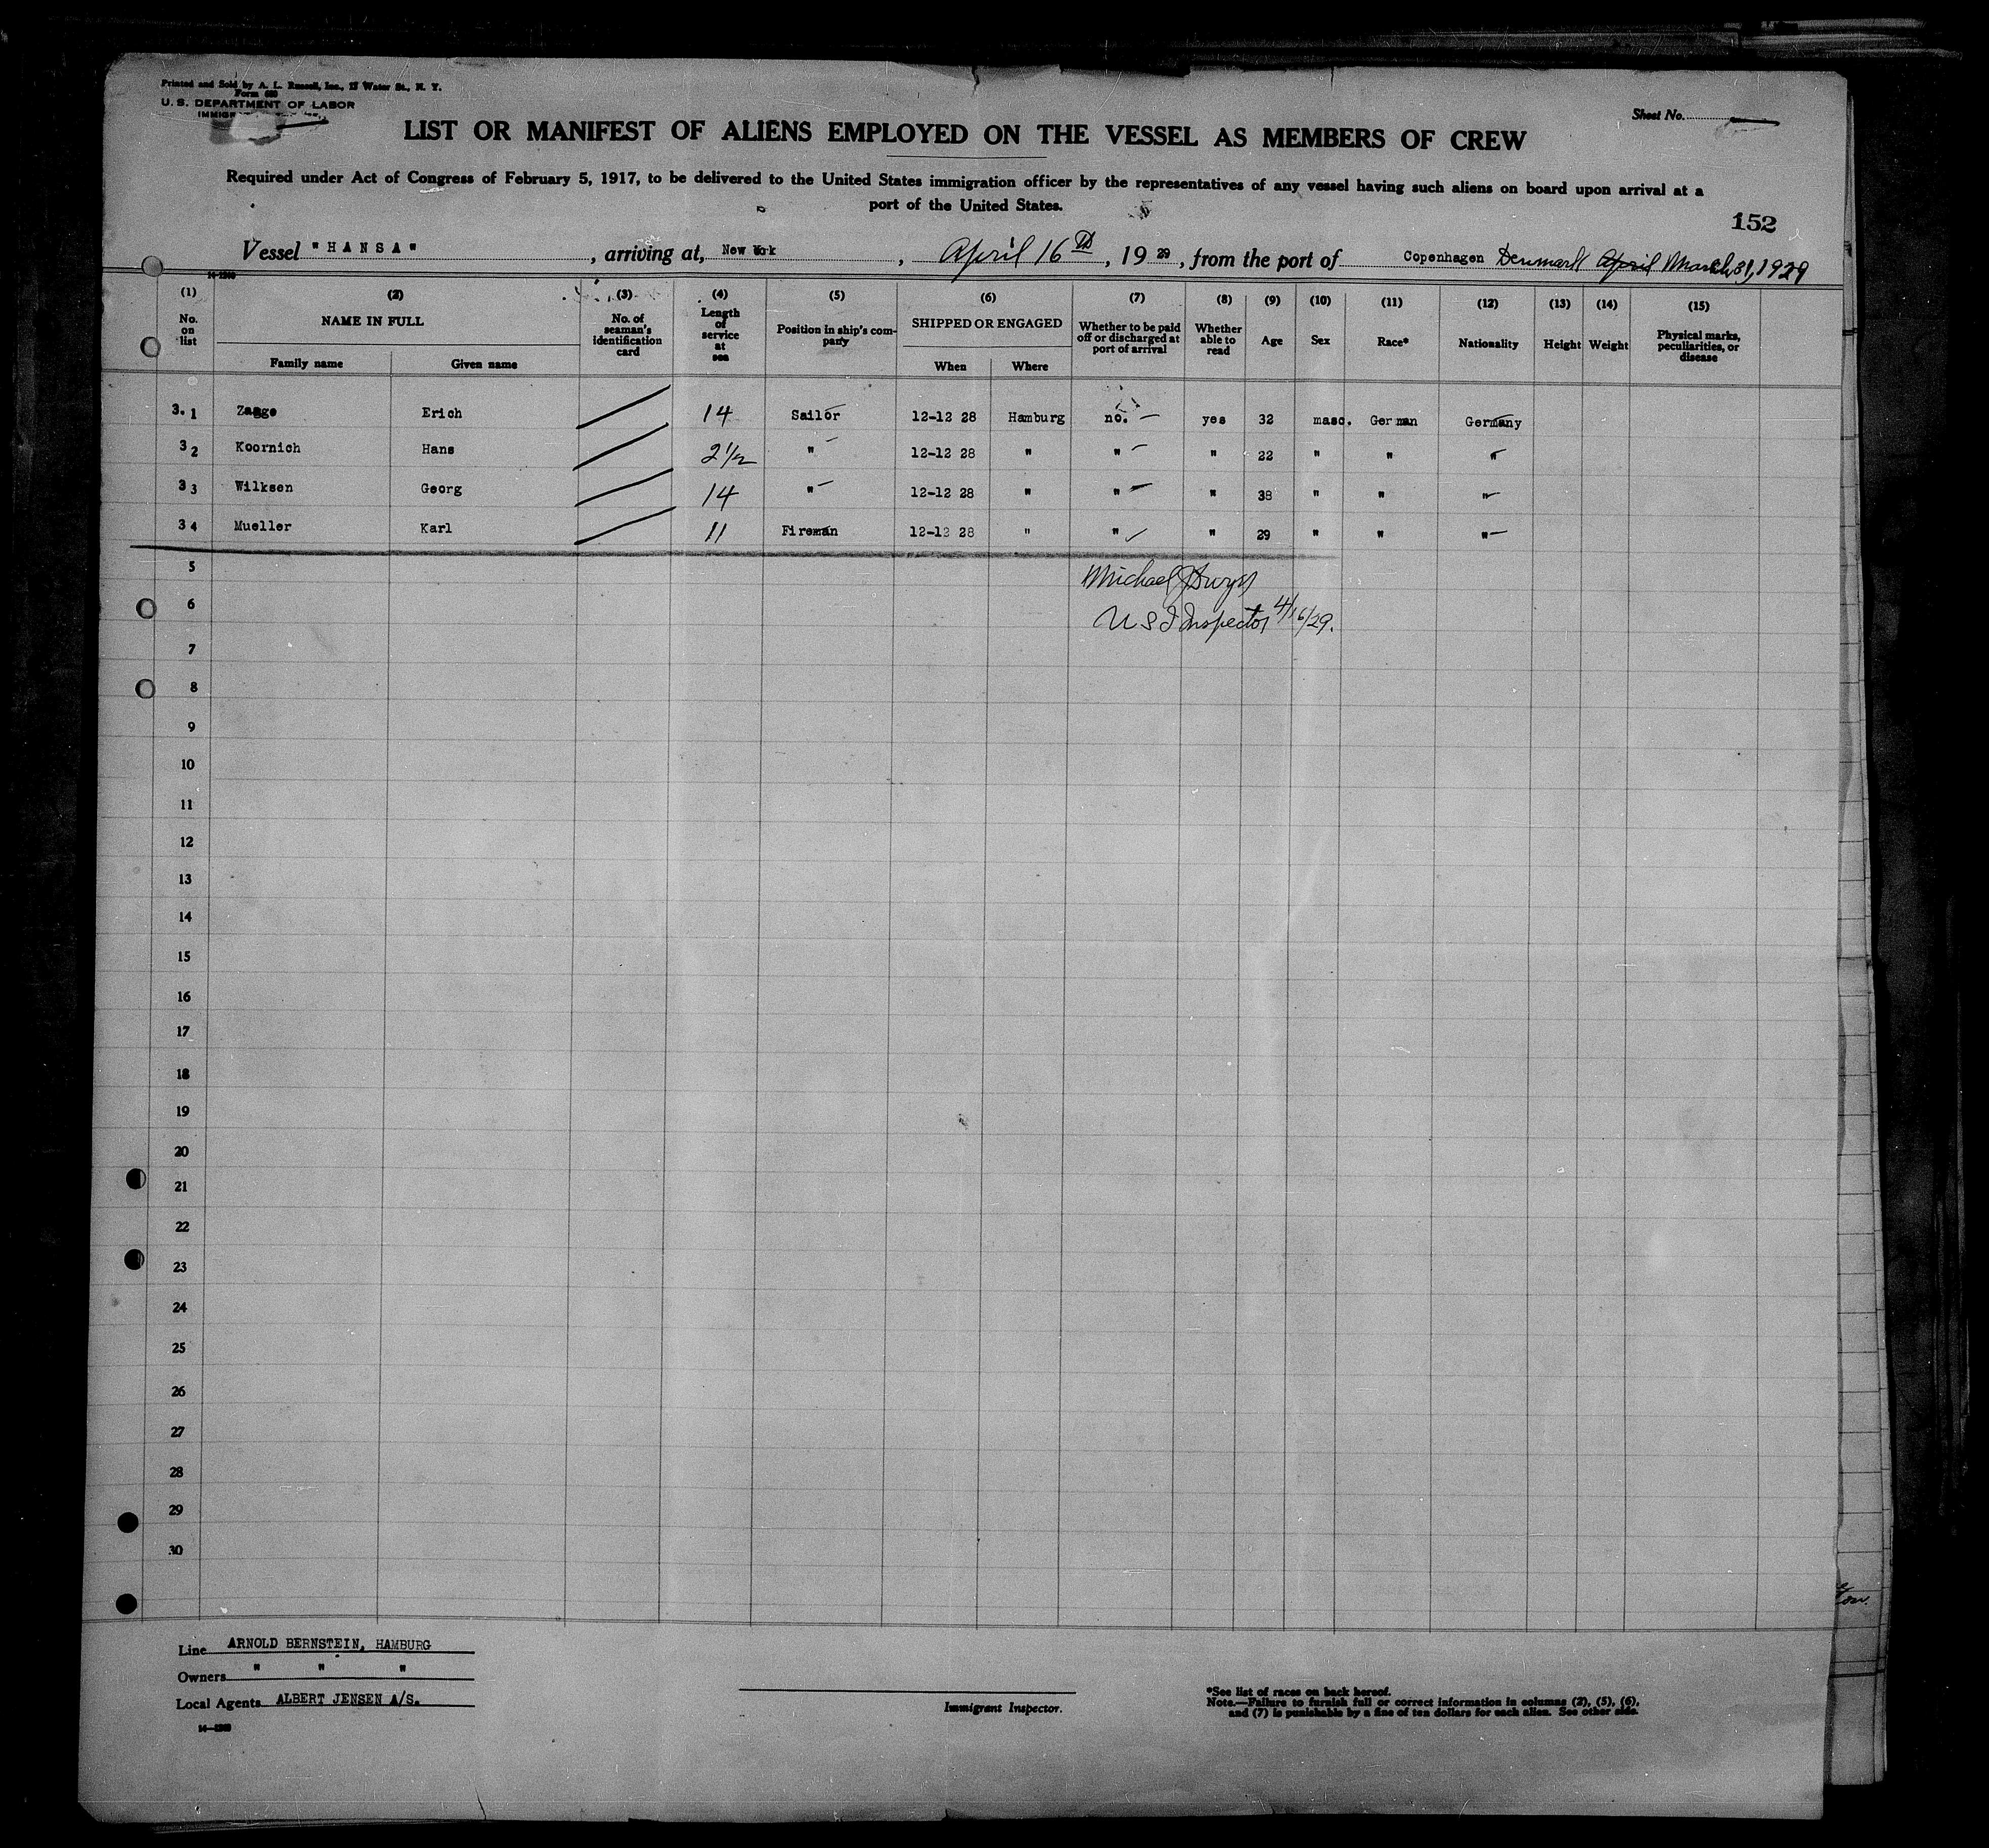 Printed and Sold by A. L. Russell, Inc., 17 Water St., N. Y.
Form 680
U. S. DEPARTMENT OF LABOR
Sheet No.
LIST OR MANIFEST OF ALIENS EMPLOYED ON THE VESSEL AS MEMBERS OF CREW
Required under Act of Congress of February 5, 1917, to be delivered to the United States immigration officer by the representatives of any vessel having such aliens on board upon arrival at a
port of the United States.
152
Vessel "HANSA", arriving at, New York, April 16th, 1929, from the port of Copenhagen Denmark April March 31, 1929
(1) (2) (3) (4) (5) (6) (7) (8) (9) (10) (11) (12) (13) (14) (15)
No. on list NAME IN FULL No. of seaman's identification card Length of service at sea Position in ship's company SHIPPED OR ENGAGED Whether to be paid off or discharged at port of arrival Whether able to read Age Sex Race* Nationality Height Weight Physical marks, peculiarities, or disease
Family name Given name When Where
3.1 Zagge Erich 14 Sailor 12-12 28 Hamburg no. yes 32 masc. German Germany
3 2 Koornich Hans 2½ " 12-12 28 " " " 22 " " "
3 3 Wilksen Georg 14 " 12-12 28 " " " 38 " " "
3 4 Mueller Karl 11 Fireman 12-12 28 " " " 29 " " "
5
Michael J
6
U S I Inspector 4/16/29.
7
8
9
10
11
12
13
14
15
16
17
18
19
20
21
22
23
24
25
26
27
28
29
30
Line ARNOLD BERNSTEIN, HAMBURG
Owners " " "
Local Agents ALBERT JENSEN A/S.
14-1240
Immigrant Inspector.
*See list of races on back hereof.
Note.—Failure to furnish full or correct information in columns (2), (5), (6),
and (7) is punishable by a fine of ten dollars for each alien. See other side.